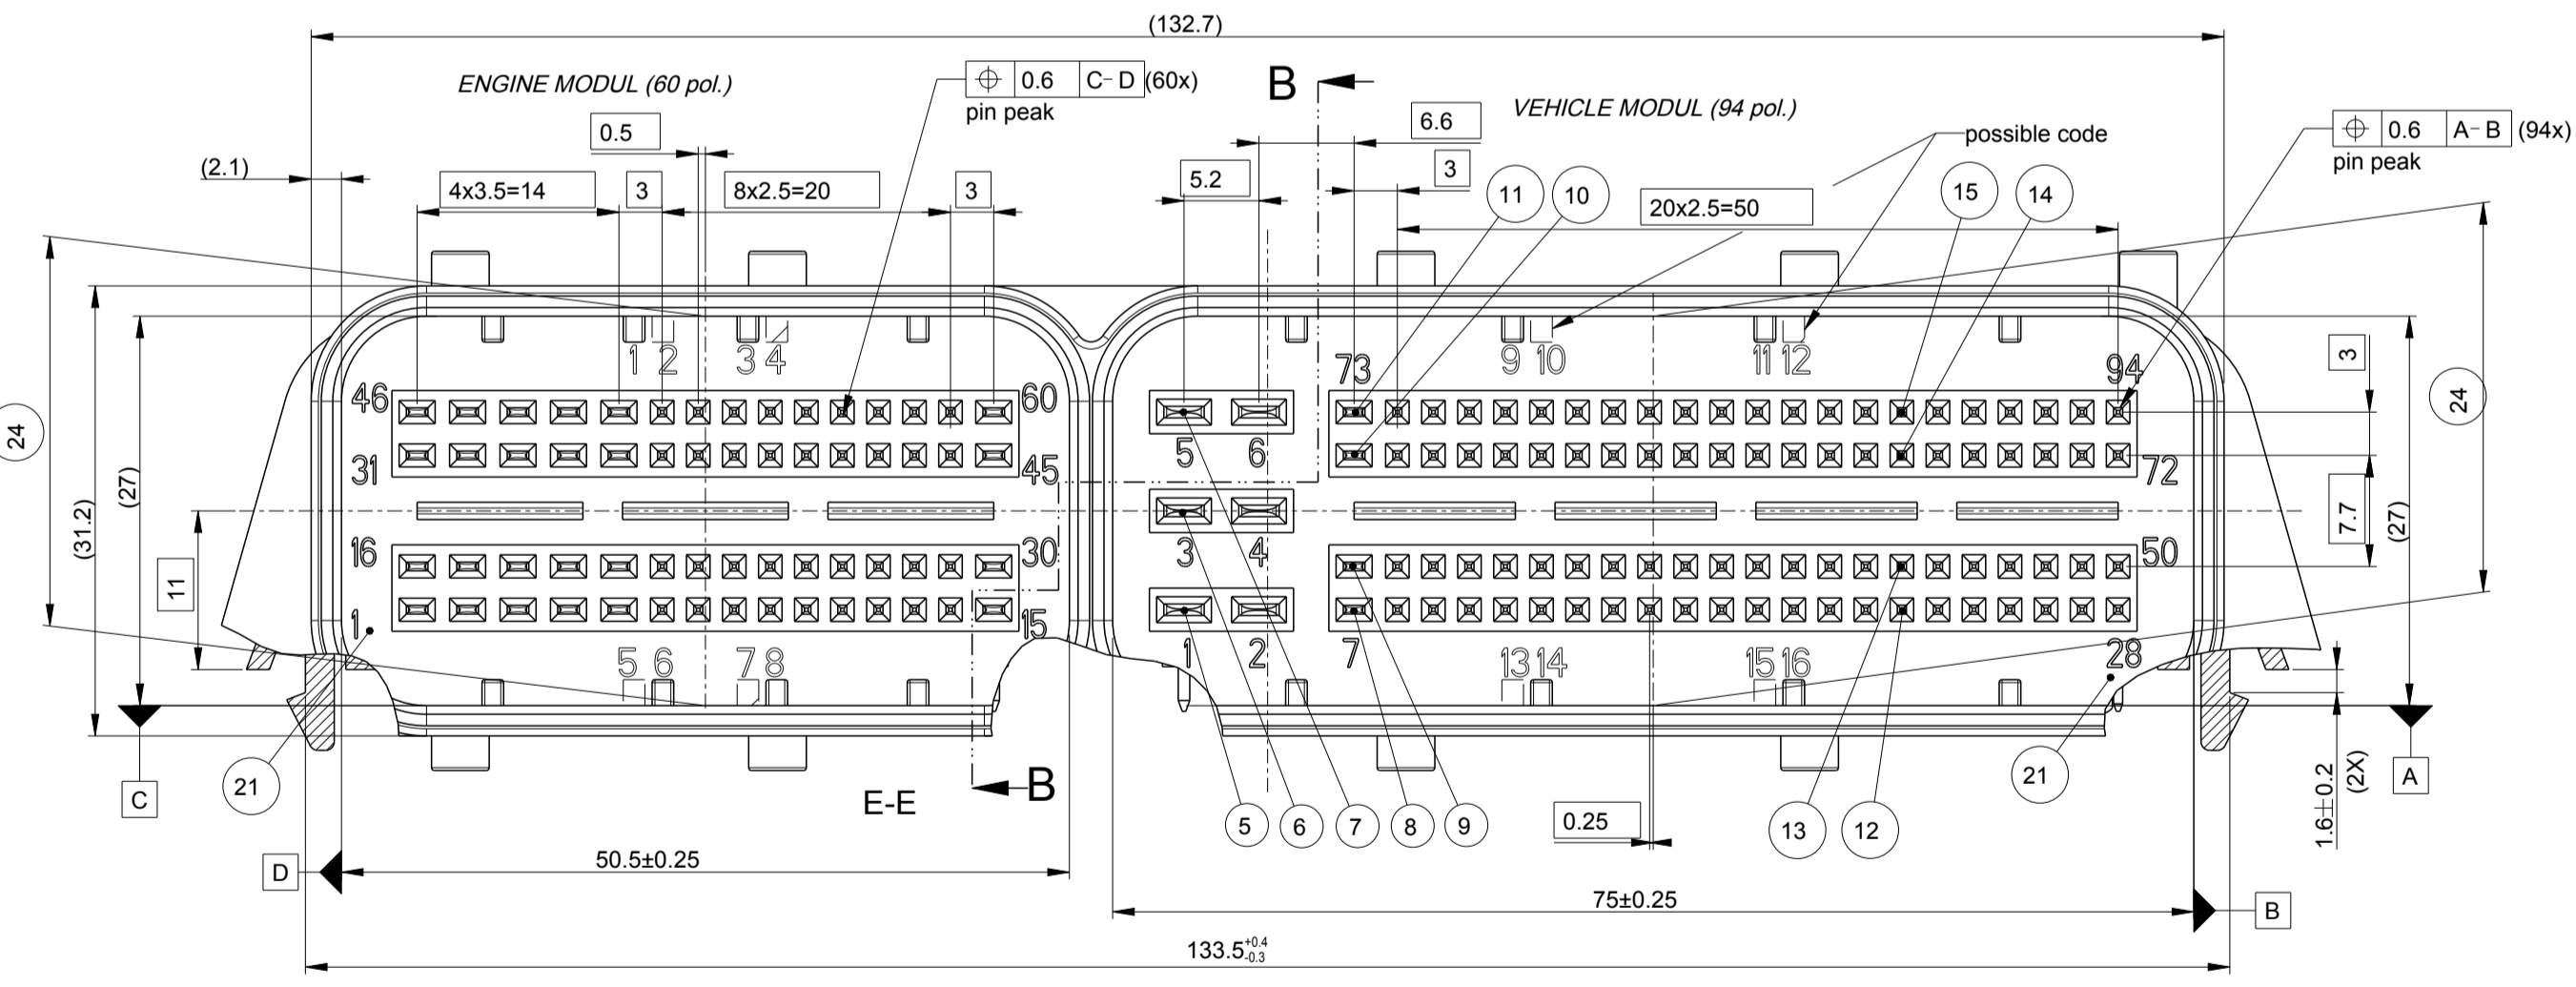 (132.7)
ENGINE MODUL (60 pol.)
⌖ 0.6 C-D (60x)
pin peak
B
VEHICLE MODUL (94 pol.)
6.6
possible code
⌖ 0.6 A-B (94x)
pin peak
0.5
(2.1)
4x3.5=14
3
8x2.5=20
3
5.2
3
11
10
20x2.5=50
15
14
1 2 3 4
9 10 11 12
73
94
46
60
5 6
3
24
24
31
45
72
(27)
(31.2)
11
7.7
(27)
16
30
3 4
50
1
15
1 2
7
28
5 6 7 8
13 14 15 16
C
21
E-E
B
5
6
7
8
9
0.25
13
12
21
1.6±0.2
(2X)
A
D
50.5±0.25
75±0.25
B
133.5 +0.4 -0.3